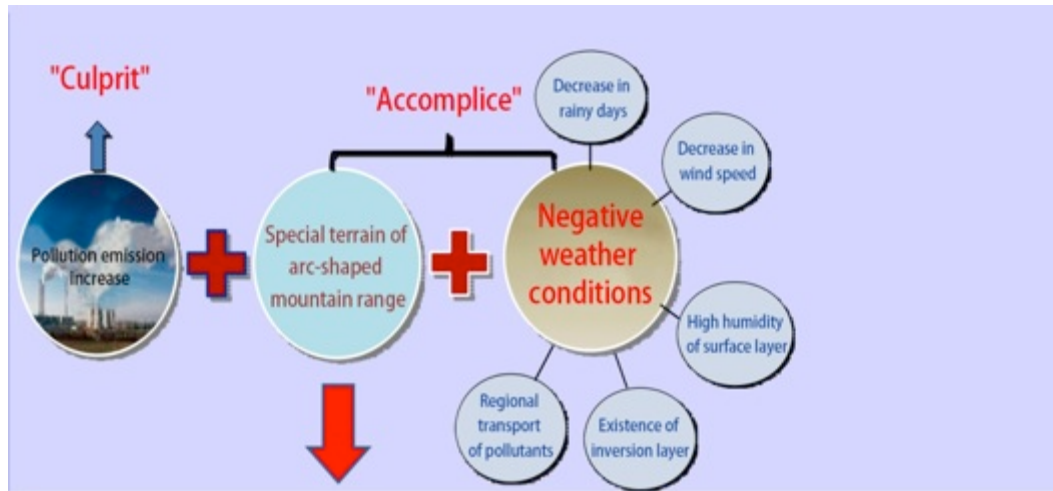 "Culprit"
"Accomplice"
Decrease in
rainy days
Decrease in
wind speed
Pollution emission
increase
Special terrain of
arc-shaped
mountain range
Negative
weather
conditions
High humidity
of surface layer
Regional
transport
of pollutants
Existence of
inversion layer